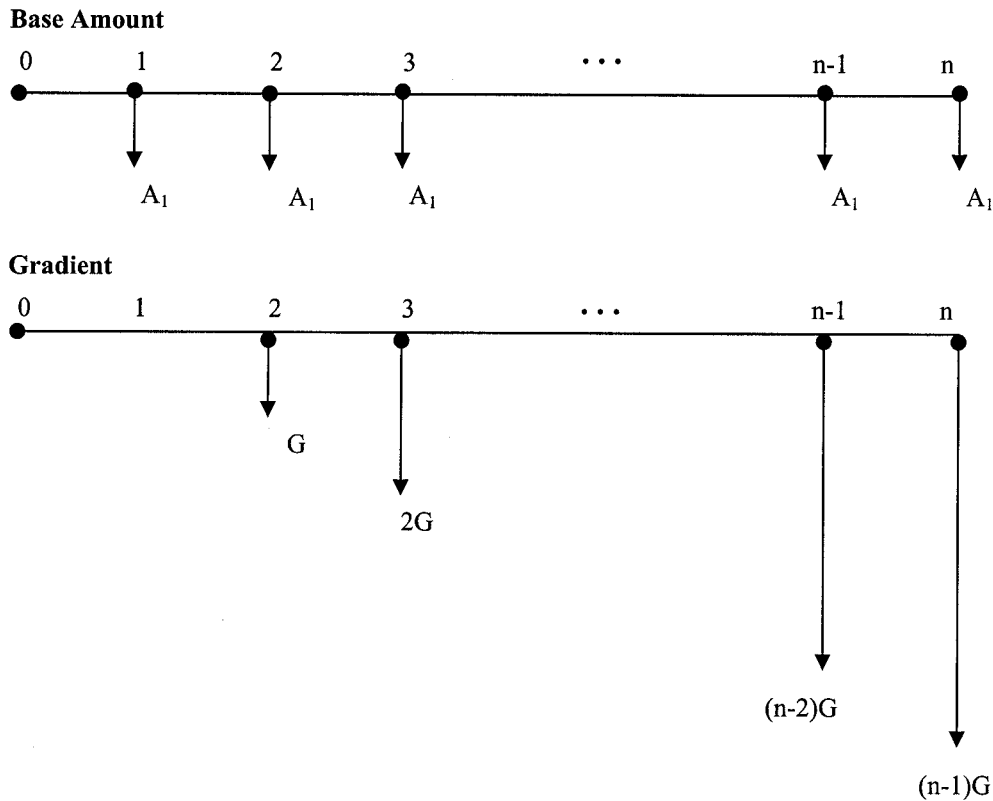 Base Amount
0 1 2 3 ... n-1 n
A₁ A₁ A₁ A₁ A₁
Gradient
0 1 2 3 ... n-1 n
G
2G
(n-2)G
(n-1)G